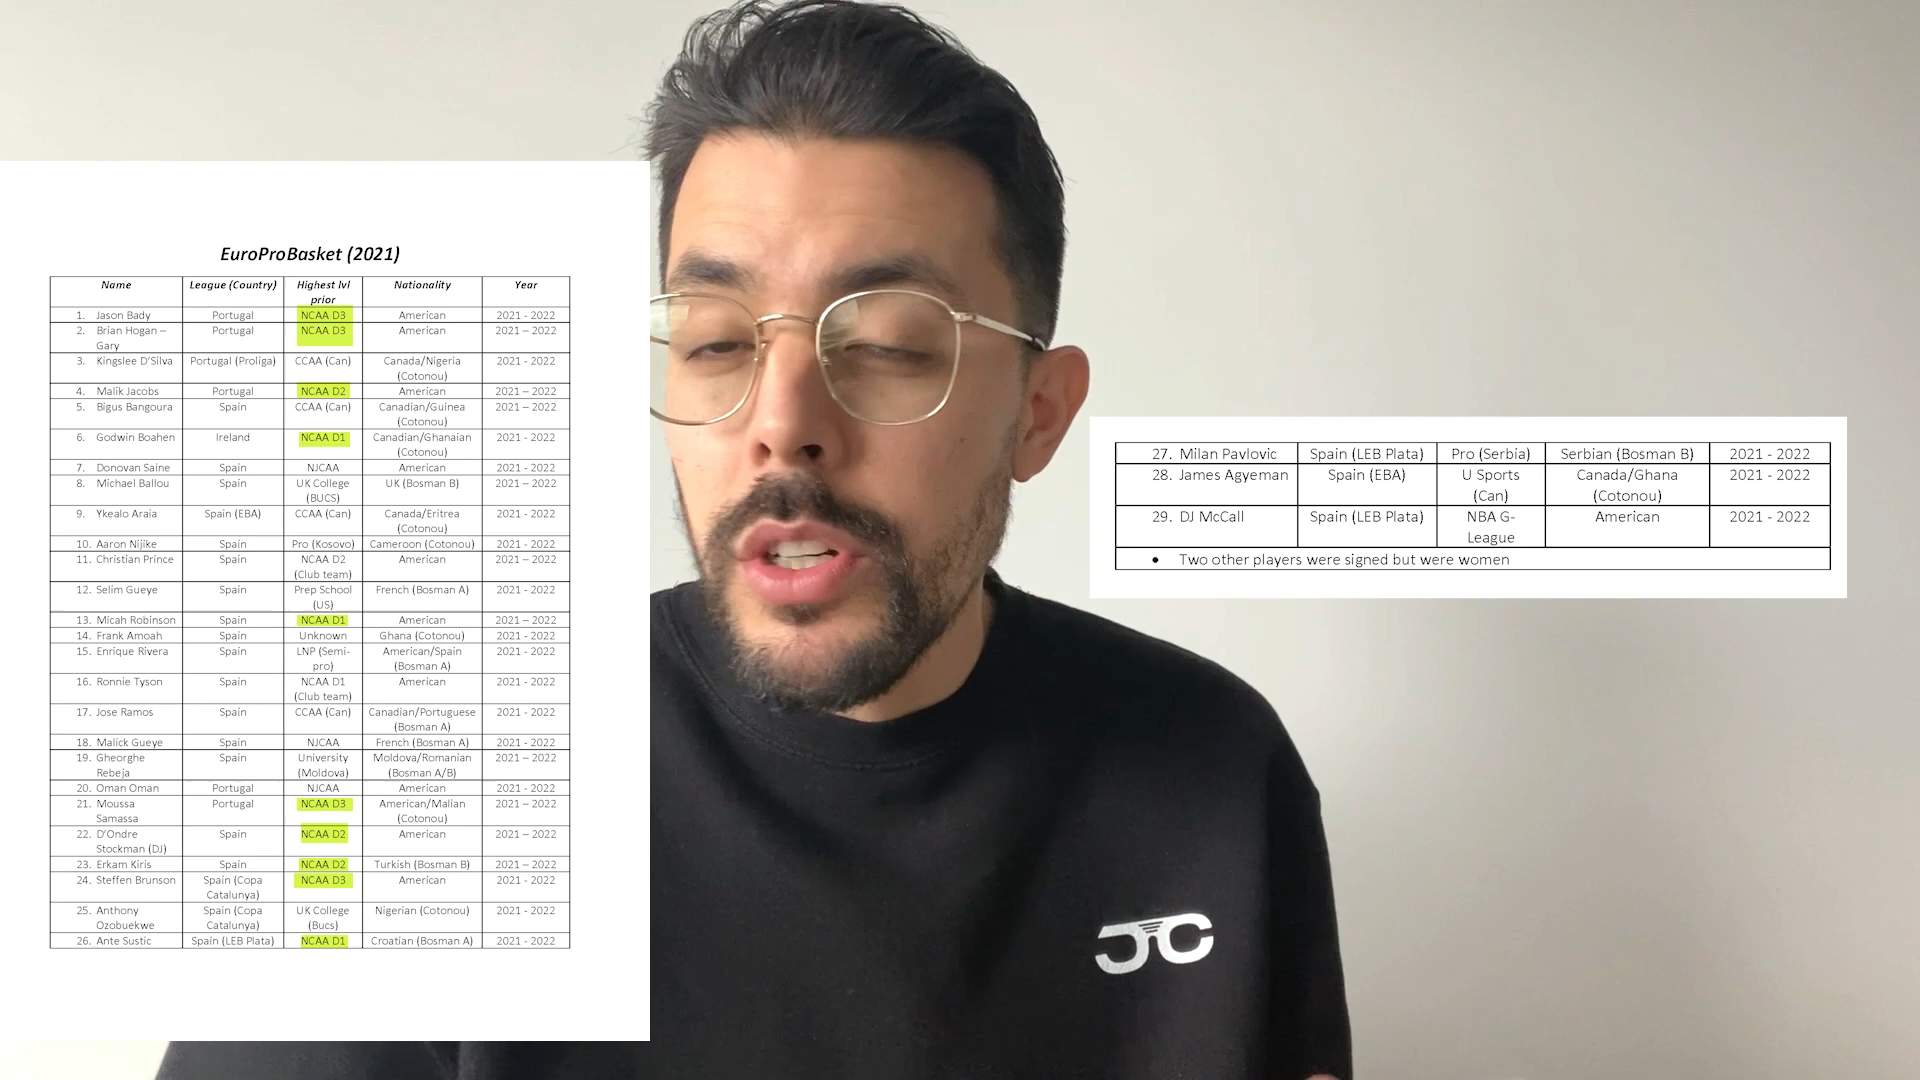 EuroProBasket (2021)
Name League (Country) Highest lvl prior Nationality Year
1. Jason Bady Portugal NCAA D3 American 2021 - 2022
2. Brian Hogan – Gary Portugal NCAA D3 American 2021 – 2022
3. Kingslee D'Silva Portugal (Proliga) CCAA (Can) Canada/Nigeria (Cotonou) 2021 - 2022
4. Malik Jacobs Portugal NCAA D2 American 2021 – 2022
5. Bigus Bangoura Spain CCAA (Can) Canadian/Guinea (Cotonou) 2021 - 2022
6. Godwin Boahen Ireland NCAA D1 Canadian/Ghanaian (Cotonou) 2021 - 2022
7. Donovan Saine Spain NJCAA American 2021 - 2022
8. Michael Ballou Spain UK College (BUCS) UK (Bosman B) 2021 – 2022
9. Ykealo Araia Spain (EBA) CCAA (Can) Canada/Eritrea (Cotonou) 2021 - 2022
10. Aaron Nijike Spain Pro (Kosovo) Cameroon (Cotonou) 2021 - 2022
11. Christian Prince Spain NCAA D2 (Club team) American 2021 – 2022
12. Selim Gueye Spain Prep School (US) French (Bosman A) 2021 - 2022
13. Micah Robinson Spain NCAA D1 American 2021 – 2022
14. Frank Amoah Spain Unknown Ghana (Cotonou) 2021 - 2022
15. Enrique Rivera Spain LNP (Semi-pro) American/Spain (Bosman A) 2021 - 2022
16. Ronnie Tyson Spain NCAA D1 (Club team) American 2021 - 2022
17. Jose Ramos Spain CCAA (Can) Canadian/Portuguese (Bosman A) 2021 - 2022
18. Malick Gueye Spain NJCAA French (Bosman A) 2021 - 2022
19. Gheorghe Rebeja Spain University (Moldova) Moldova/Romanian (Bosman A/B) 2021 – 2022
20. Oman Oman Portugal NJCAA American 2021 - 2022
21. Moussa Samassa Portugal NCAA D3 American/Malian (Cotonou) 2021 – 2022
22. D'Ondre Stockman (DJ) Spain NCAA D2 American 2021 – 2022
23. Erkam Kiris Spain NCAA D2 Turkish (Bosman B) 2021 – 2022
24. Steffen Brunson Spain (Copa Catalunya) NCAA D3 American 2021 - 2022
25. Anthony Ozobuekwe Spain (Copa Catalunya) UK College (Bucs) Nigerian (Cotonou) 2021 - 2022
26. Ante Sustic Spain (LEB Plata) NCAA D1 Croatian (Bosman A) 2021 - 2022
27. Milan Pavlovic Spain (LEB Plata) Pro (Serbia) Serbian (Bosman B) 2021 - 2022
28. James Agyeman Spain (EBA) U Sports (Can) Canada/Ghana (Cotonou) 2021 - 2022
29. DJ McCall Spain (LEB Plata) NBA G-League American 2021 - 2022
• Two other players were signed but were women
JC